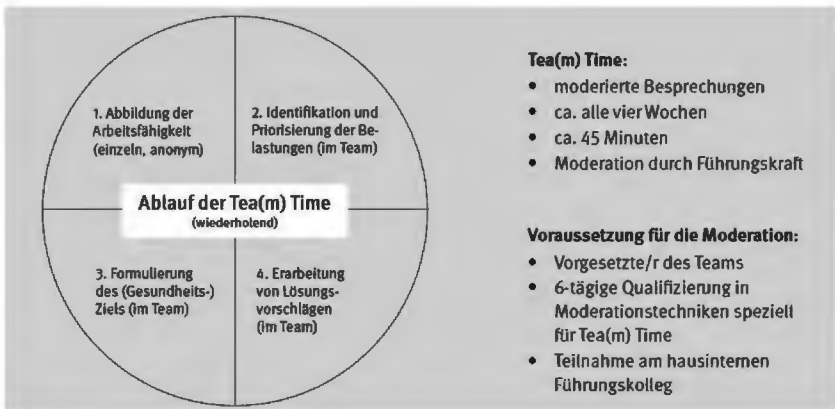 1. Abbildung der
Arbeitsfähigkeit
(einzeln, anonym)
2. Identifikation und
Priorisierung der Be-
lastungen (im Team)
Ablauf der Tea(m) Time
(wiederholend)
3. Formulierung
des (Gesundheits-)
Ziels (im Team)
4. Erarbeitung
von Lösungs-
vorschlägen
(im Team)
Tea(m) Time:
• moderierte Besprechungen
• ca. alle vier Wochen
• ca. 45 Minuten
• Moderation durch Führungskraft
Voraussetzung für die Moderation:
• Vorgesetzte/r des Teams
• 6-tägige Qualifizierung in
Moderationstechniken speziell
für Tea(m) Time
• Teilnahme am hausinternen
Führungskolleg